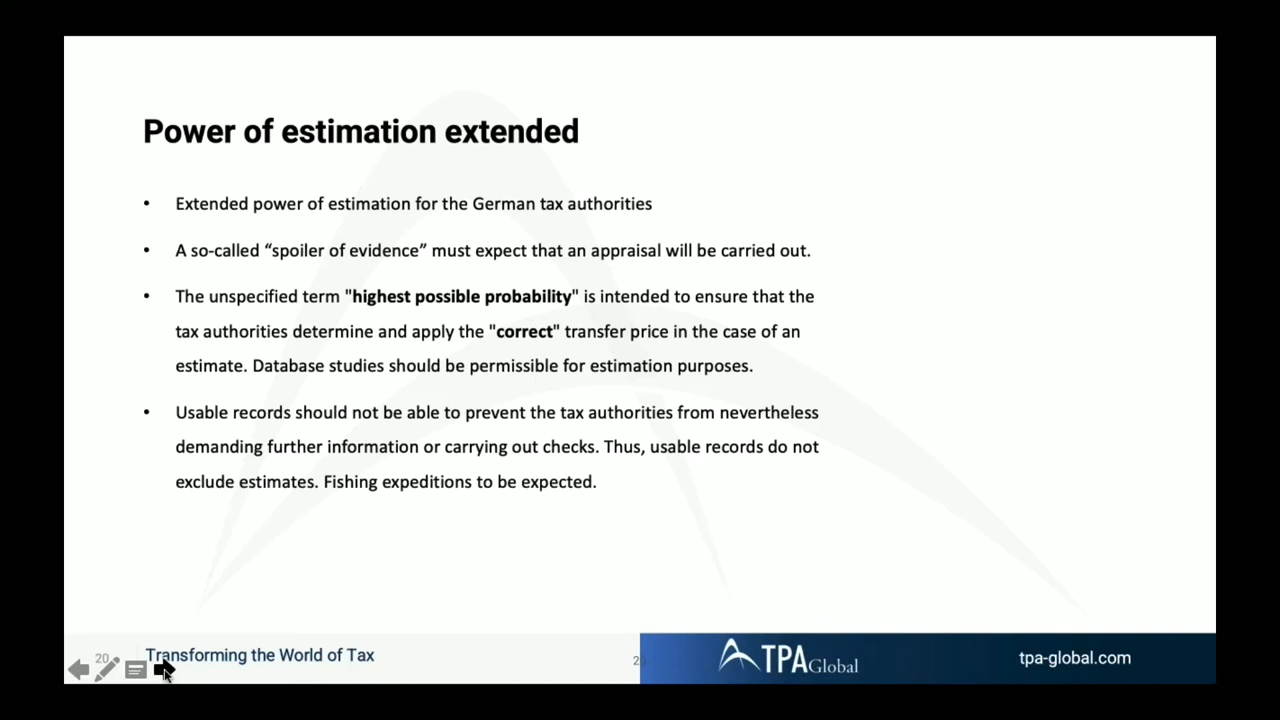 Power of estimation extended
• Extended power of estimation for the German tax authorities
• A so-called “spoiler of evidence” must expect that an appraisal will be carried out.
• The unspecified term "highest possible probability" is intended to ensure that the
tax authorities determine and apply the "correct" transfer price in the case of an
estimate. Database studies should be permissible for estimation purposes.
• Usable records should not be able to prevent the tax authorities from nevertheless
demanding further information or carrying out checks. Thus, usable records do not
exclude estimates. Fishing expeditions to be expected.
20
Transforming the World of Tax
TPA Global
tpa-global.com